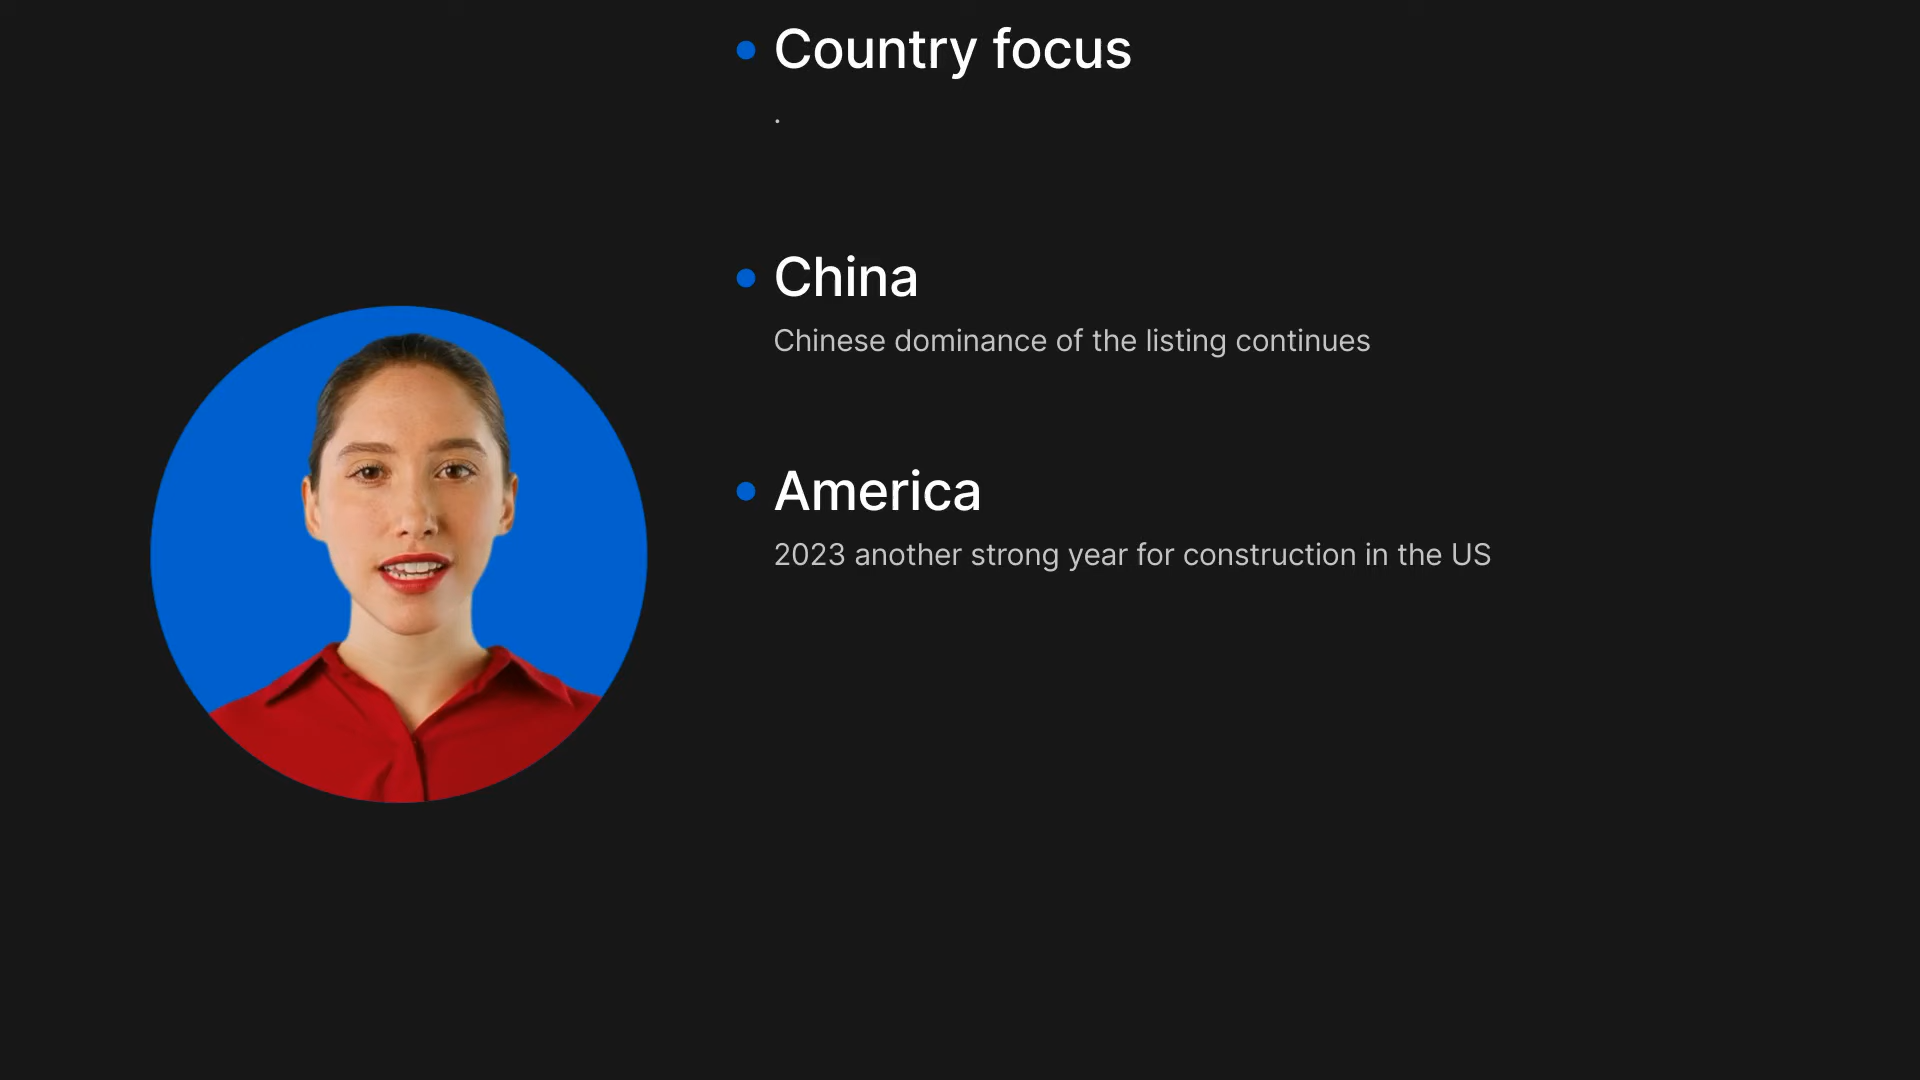 Country focus
.
China
Chinese dominance of the listing continues
America
2023 another strong year for construction in the US